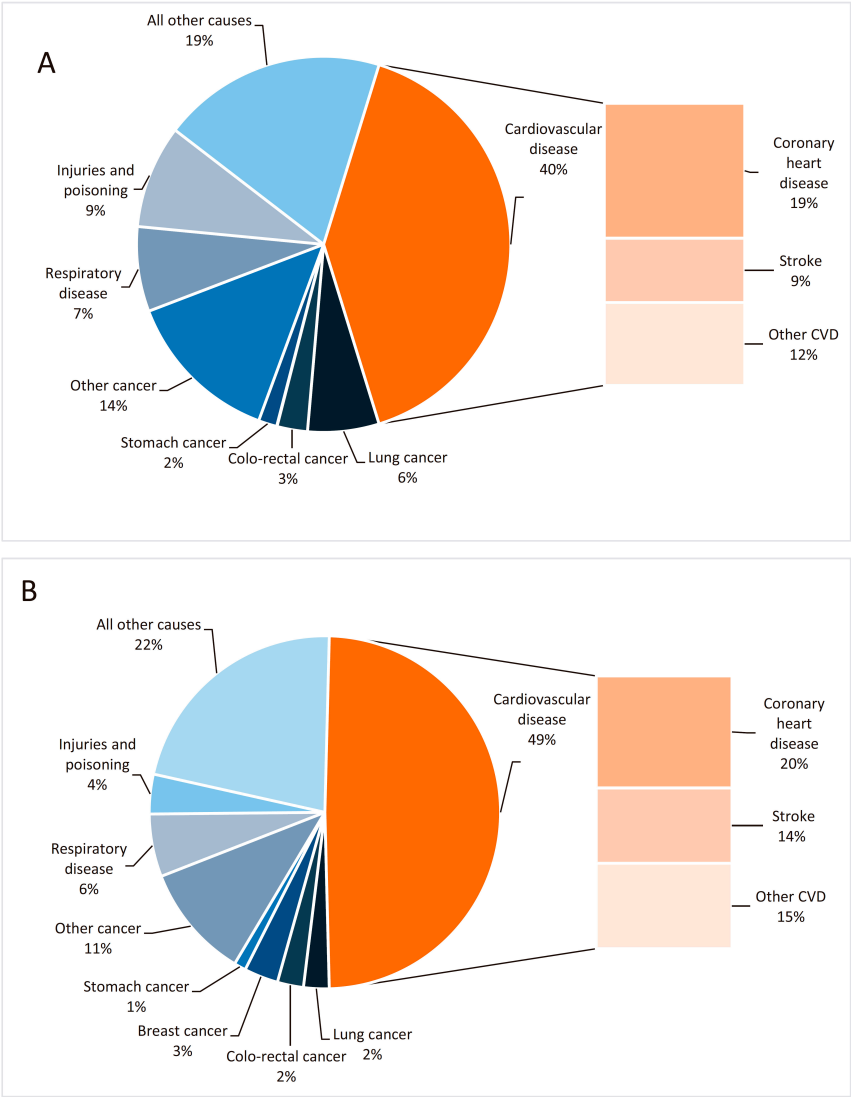 A
All other causes
19%
Cardiovascular
disease
40%
Coronary
heart
disease
19%
Injuries and
poisoning
9%
Stroke
9%
Respiratory
disease
7%
Other CVD
12%
Other cancer
14%
Stomach cancer
2%
Colo-rectal cancer
3%
Lung cancer
6%
B
All other causes
22%
Cardiovascular
disease
49%
Coronary
heart
disease
20%
Injuries and
poisoning
4%
Stroke
14%
Respiratory
disease
6%
Other CVD
15%
Other cancer
11%
Stomach cancer
1%
Breast cancer
3%
Colo-rectal cancer
2%
Lung cancer
2%